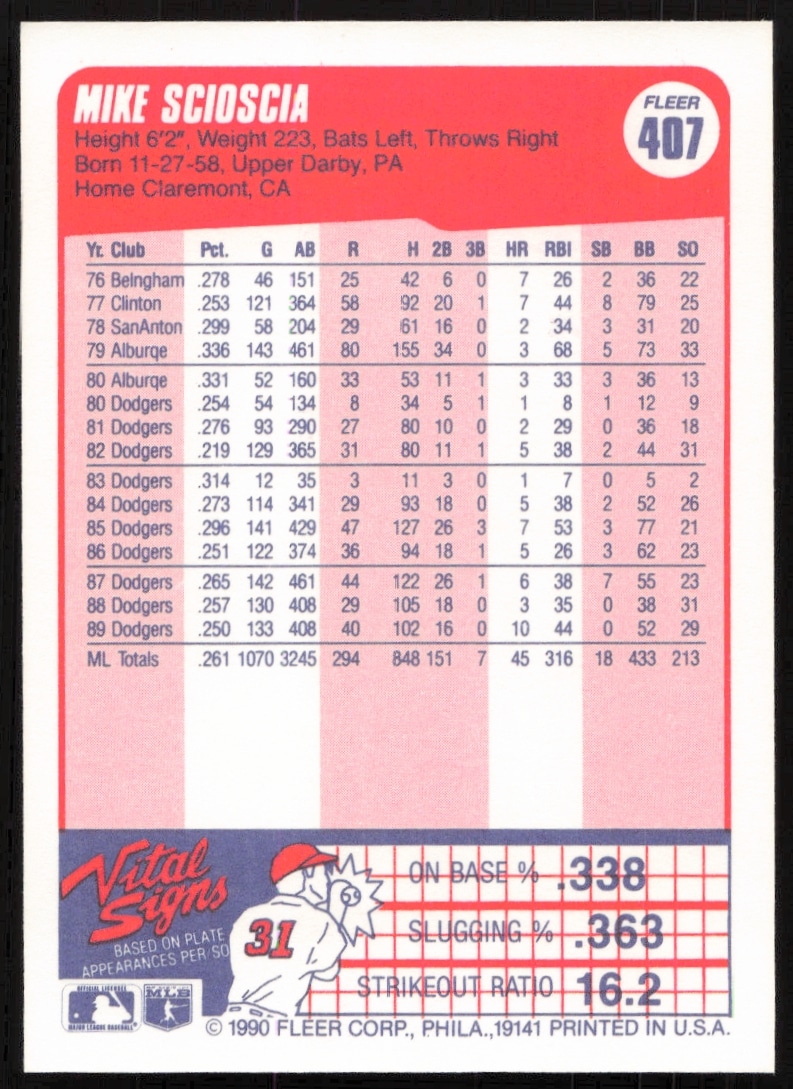 MIKE SCIOSCIA
FLEER
407
Height 6'2", Weight 223, Bats Left, Throws Right
Born 11-27-58, Upper Darby, PA
Home Claremont, CA
Yr. Club Pct. G AB R H 2B 3B HR RBI SB BB SO
76 Belngham .278 46 151 25 42 6 0 7 26 2 36 22
77 Clinton .253 121 364 58 92 20 1 7 44 8 79 25
78 SanAnton .299 58 204 29 61 16 0 2 34 3 31 20
79 Alburqe .336 143 461 80 155 34 0 3 68 5 73 33
80 Alburqe .331 52 160 33 53 11 1 3 33 3 36 13
80 Dodgers .254 54 134 8 34 5 1 1 8 1 12 9
81 Dodgers .276 93 290 27 80 10 0 2 29 0 36 18
82 Dodgers .219 129 365 31 80 11 1 5 38 2 44 31
83 Dodgers .314 12 35 3 11 3 0 1 7 0 5 2
84 Dodgers .273 114 341 29 93 18 0 5 38 2 52 26
85 Dodgers .296 141 429 47 127 26 3 7 53 3 77 21
86 Dodgers .251 122 374 36 94 18 1 5 26 3 62 23
87 Dodgers .265 142 461 44 122 26 1 6 38 7 55 23
88 Dodgers .257 130 408 29 105 18 0 3 35 0 38 31
89 Dodgers .250 133 408 40 102 16 0 10 44 0 52 29
ML Totals .261 1070 3245 294 848 151 7 45 316 18 433 213
Vital
Signs
BASED ON PLATE
APPEARANCES PER/SO
31
ON BASE % .338
SLUGGING % .363
STRIKEOUT RATIO 16.2
OFFICIAL LICENSEE
MAJOR LEAGUE BASEBALL
MLB
© 1990 FLEER CORP., PHILA.,19141 PRINTED IN U.S.A.